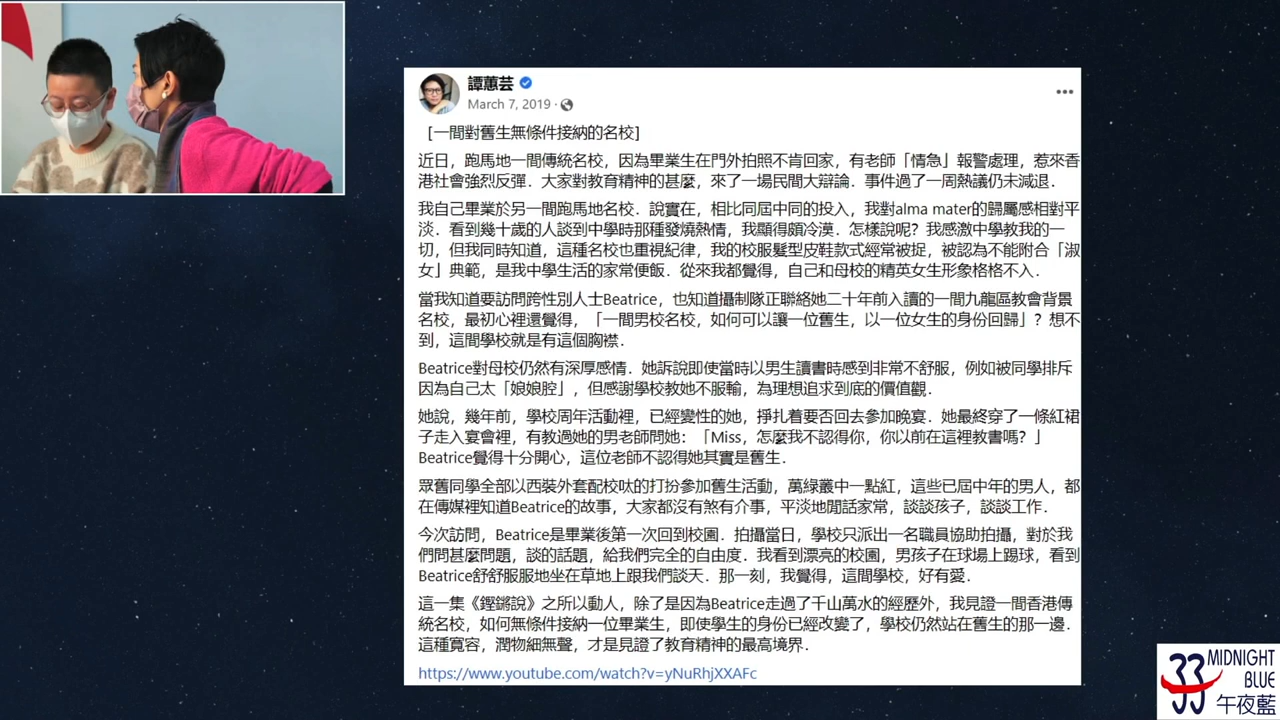 譚蕙芸
March 7, 2019
[一間對舊生無條件接納的名校]
近日，跑馬地一間傳統名校，因為畢業生在門外拍照不肯回家，有老師「情急」報警處理，惹來香
港社會強烈反彈．大家對教育精神的甚麼，來了一場民間大辯論．事件過了一周熱議仍未減退．
我自己畢業於另一間跑馬地名校．說實在，相比同屆中同的投入，我對alma mater的歸屬感相對平
淡．看到幾十歲的人談到中學時那種發燒熱情，我顯得頗冷漠．怎樣說呢？我感激中學教我的一
切，但我同時知道，這種名校也重視紀律，我的校服髮型皮鞋款式經常被捉，被認為不能附合「淑
女」典範，是我中學生活的家常便飯．從來我都覺得，自己和母校的精英女生形象格格不入．
當我知道要訪問跨性別人士Beatrice，也知道攝制隊正聯絡她二十年前入讀的一間九龍區教會背景
名校，最初心裡還覺得，「一間男校名校，如何可以讓一位舊生，以一位女生的身份回歸」？想不
到，這間學校就是有這個胸襟．
Beatrice對母校仍然有深厚感情．她訴說即使當時以男生讀書時感到非常不舒服，例如被同學排斥
因為自己太「娘娘腔」，但感謝學校教她不服輸，為理想追求到底的價值觀．
她說，幾年前，學校周年活動裡，已經變性的她，掙扎着要否回去參加晚宴．她最終穿了一條紅裙
子走入宴會裡，有教過她的男老師問她：「Miss，怎麼我不認得你，你以前在這裡教書嗎？」
Beatrice覺得十分開心，這位老師不認得她其實是舊生．
眾舊同學全部以西裝外套配校呔的打扮參加舊生活動，萬綠叢中一點紅，這些已屆中年的男人，都
在傳媒裡知道Beatrice的故事，大家都沒有煞有介事，平淡地閒話家常，談談孩子，談談工作．
今次訪問，Beatrice是畢業後第一次回到校園．拍攝當日，學校只派出一名職員協助拍攝，對於我
們問甚麼問題，談的話題，給我們完全的自由度．我看到漂亮的校園，男孩子在球場上踢球，看到
Beatrice舒舒服服地坐在草地上跟我們談天．那一刻，我覺得，這間學校，好有愛．
這一集《鏗鏘說》之所以動人，除了是因為Beatrice走過了千山萬水的經歷外，我見證一間香港傳
統名校，如何無條件接納一位畢業生，即使學生的身份已經改變了，學校仍然站在舊生的那一邊．
這種寬容，潤物細無聲，才是見證了教育精神的最高境界．
https://www.youtube.com/watch?v=yNuRhjXXAFc
33 MIDNIGHT
BLUE
午夜藍